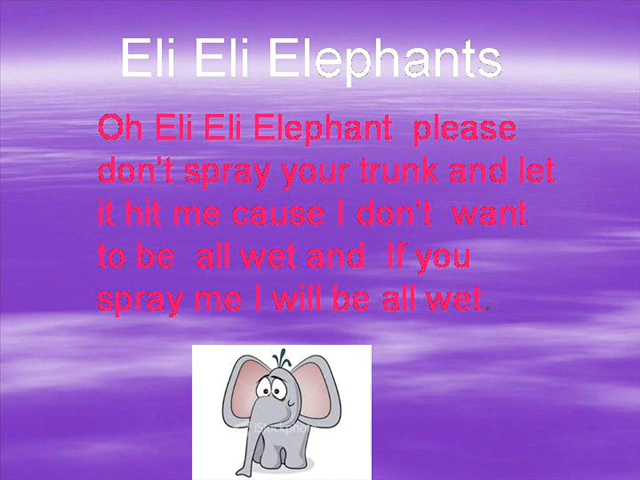 Eli Eli Elephants
Oh Eli Eli Elephant  please
don't spray your trunk and let
it hit me cause I don't  want
to be  all wet and  If you
spray me I will be all wet.
iStockphoto